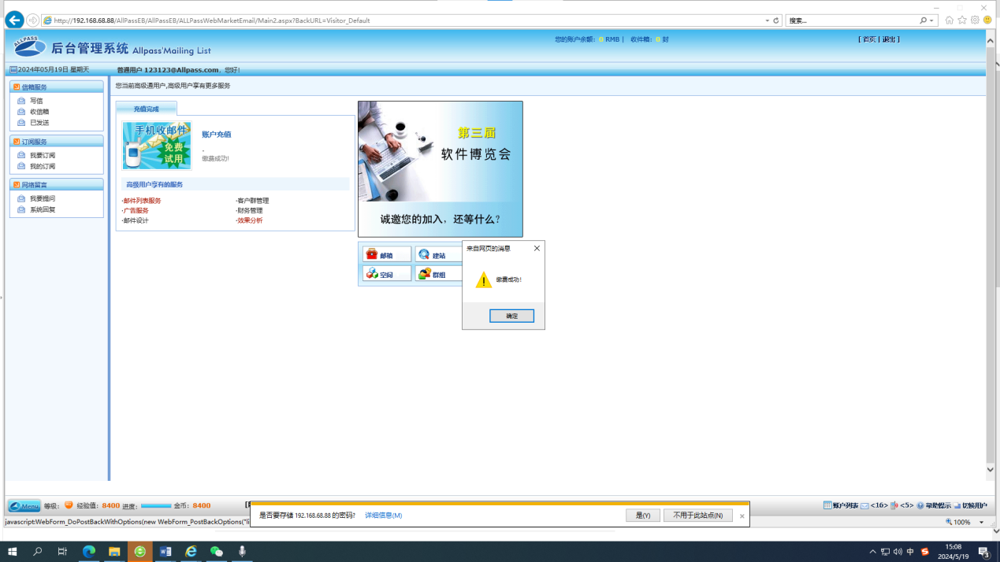 http://192.168.68.88/AllPassEB/AllPassEB/ALLPassWebMarketEmail/Main2.aspx?BackURL=Visitor_Default
搜索...
ALLPASS
后台管理系统 Allpass'Mailing List
您的账户余额: 0 RMB | 收件箱: 0 封
[ 首页 | 退出 ]
2024年05月19日 星期天
普通用户 123123@Allpass.com，您好!
信箱服务
写信
收信箱
已发送
订阅服务
我要订阅
我的订阅
网络留言
我要提问
系统回复
您当前高级通用户,高级用户享有更多服务
充值完成
手机收邮件
免费
试用
账户充值
.
缴费成功!
高级用户享有的服务
·邮件列表服务
·客户群管理
·广告服务
·财务管理
·邮件设计
·效果分析
第三届
软件博览会
诚邀您的加入，还等什么?
邮箱
建站
空间
群组
来自网页的消息
缴费成功!
确定
Menu 等级: 经验值: 8400 进度: 金币: 8400
账户列表 <16> <5> 帮助提示 切换用户
是否要存储 192.168.68.88 的密码? 详细信息(M)
是(Y)
不用于此站点(N)
javascript:WebForm_DoPostBackWithOptions(new WebForm_PostBackOptions("li
100%
中
15:08
2024/5/19
3